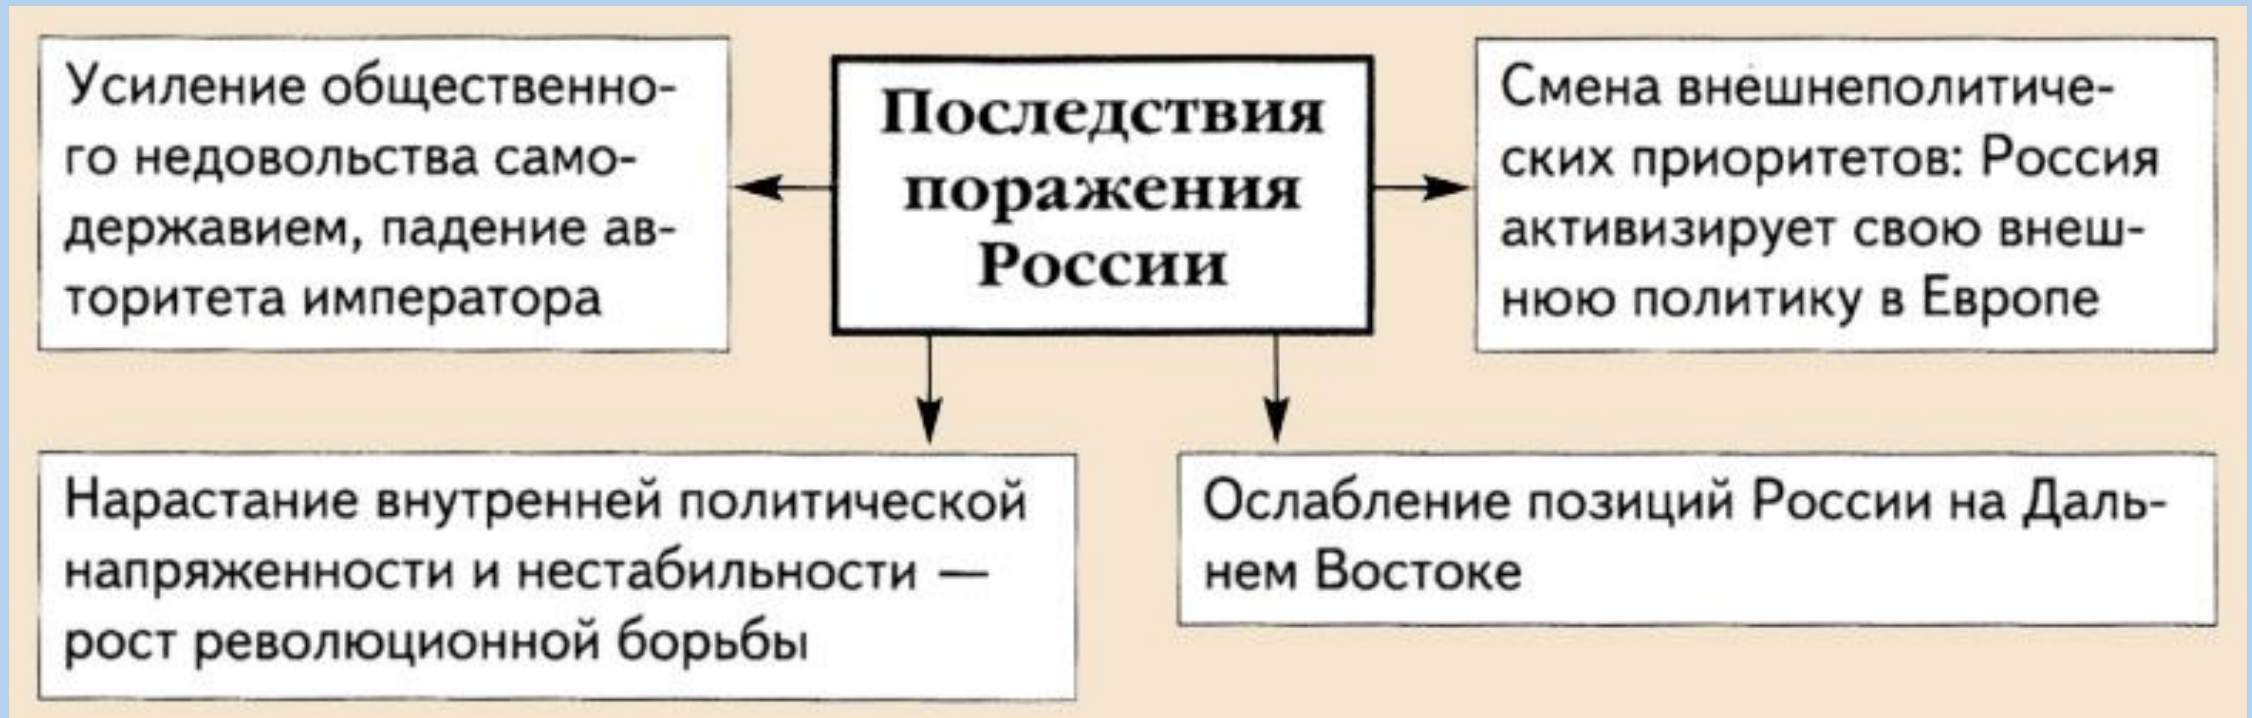 Усиление общественно-
го недовольства само-
державием, падение ав-
торитета императора
Последствия
поражения
России
Смена внешнеполитиче-
ских приоритетов: Россия
активизирует свою внеш-
нюю политику в Европе
Нарастание внутренней политической
напряженности и нестабильности —
рост революционной борьбы
Ослабление позиций России на Даль-
нем Востоке